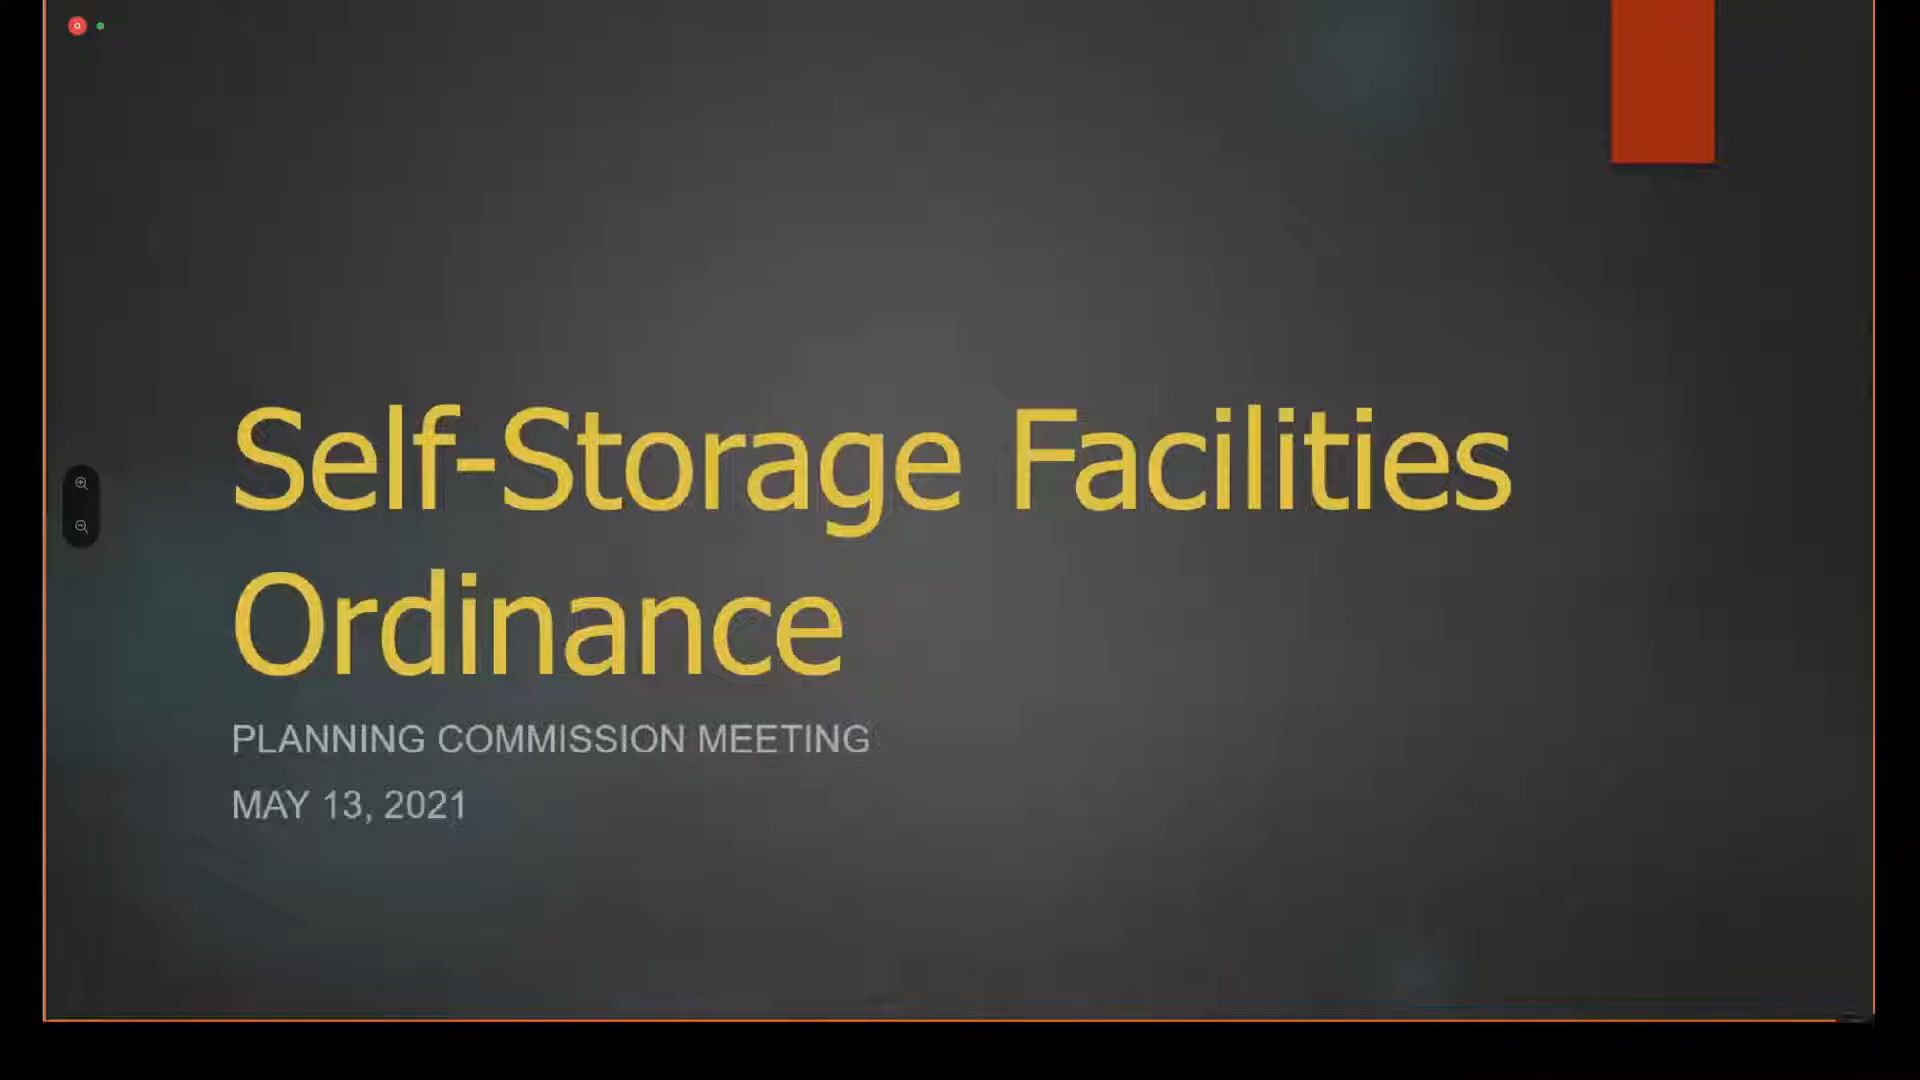 Self-Storage Facilities
Ordinance
PLANNING COMMISSION MEETING
MAY 13, 2021